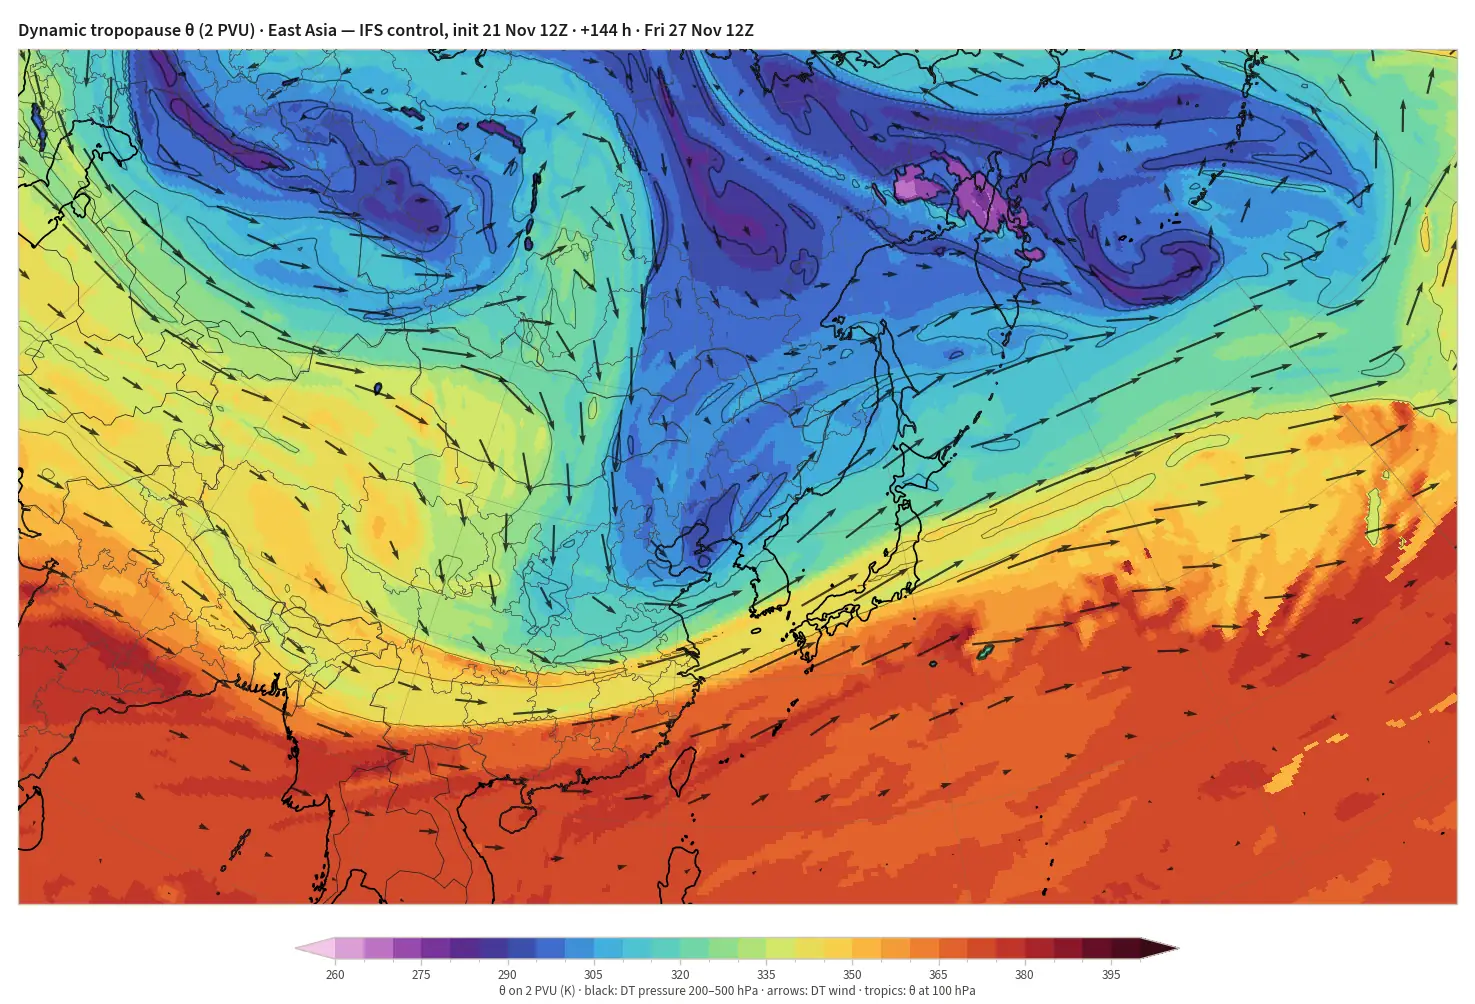 Dynamic tropopause θ (2 PVU) · East Asia — IFS control, init 21 Nov 12Z · +144 h · Fri 27 Nov 12Z
260 275 290 305 320 335 350 365 380 395
θ on 2 PVU (K) · black: DT pressure 200–500 hPa · arrows: DT wind · tropics: θ at 100 hPa